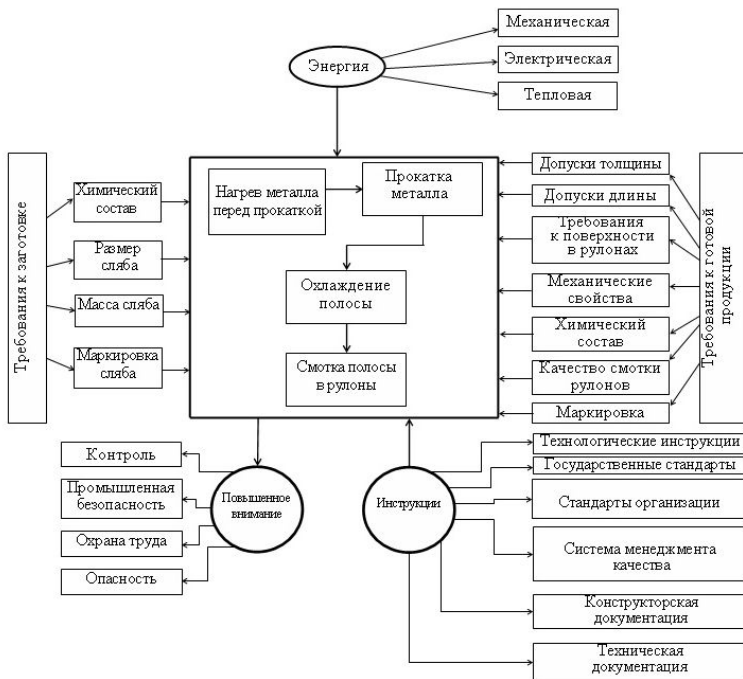 Механическая
Энергия
Электрическая
Тепловая
Требования к заготовке
Химический
состав
Размер
сляба
Масса сляба
Маркировка
сляба
Нагрев металла
перед прокаткой
Прокатка
металла
Охлаждение
полосы
Смотка полосы
в рулоны
Допуски толщины
Допуски длины
Требования
к поверхности
в рулонах
Механические
свойства
Химический
состав
Качество смотки
рулонов
Маркировка
Требования к готовой
продукции
Контроль
Промышленная
безопасность
Охрана труда
Опасность
Повышенное
внимание
Инструкции
Технологические инструкции
Государственные стандарты
Стандарты организации
Система менеджмента
качества
Конструкторская
документация
Техническая
документация